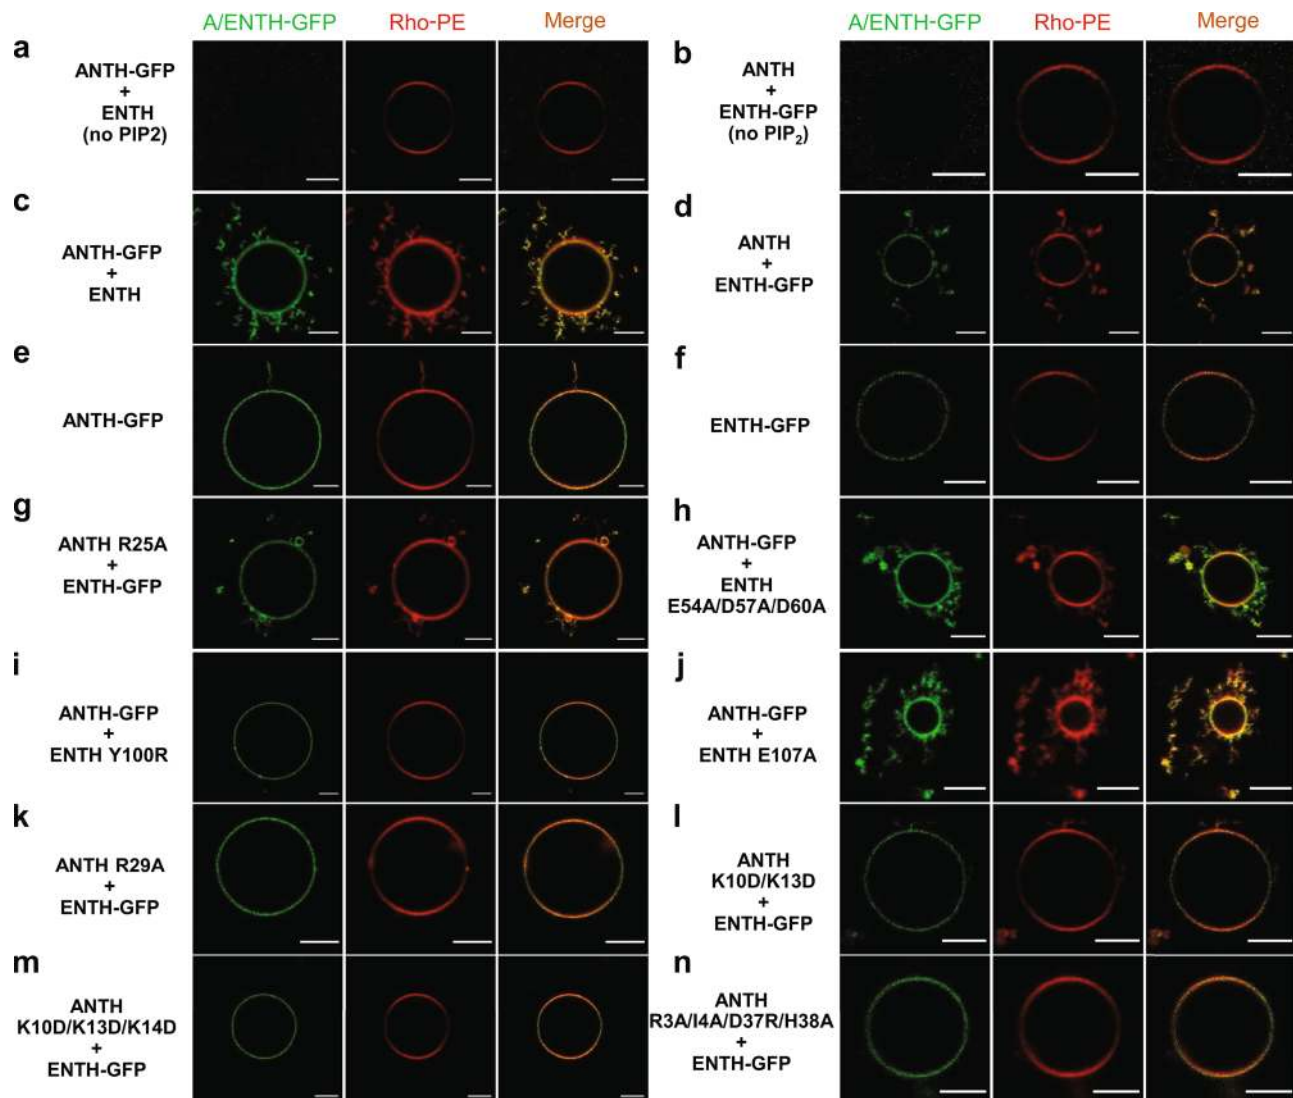 A/ENTH-GFP Rho-PE Merge A/ENTH-GFP Rho-PE Merge
a
ANTH-GFP
+
ENTH
(no PIP2)
b
ANTH
+
ENTH-GFP
(no PIP₂)
c
ANTH-GFP
+
ENTH
d
ANTH
+
ENTH-GFP
e
ANTH-GFP
f
ENTH-GFP
g
ANTH R25A
+
ENTH-GFP
h
ANTH-GFP
+
ENTH
E54A/D57A/D60A
i
ANTH-GFP
+
ENTH Y100R
j
ANTH-GFP
+
ENTH E107A
k
ANTH R29A
+
ENTH-GFP
l
ANTH
K10D/K13D
+
ENTH-GFP
m
ANTH
K10D/K13D/K14D
+
ENTH-GFP
n
ANTH
R3A/I4A/D37R/H38A
+
ENTH-GFP